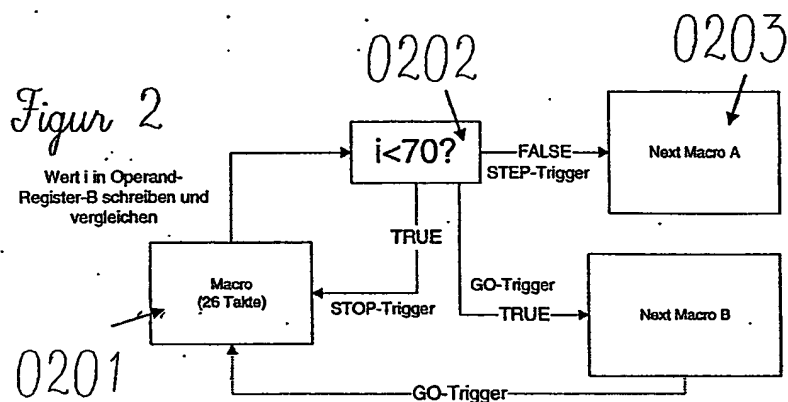 0202
0203
Figur 2
i<70?
FALSE
STEP-Trigger
Next Macro A
Wert i in Operand-
Register-B schreiben und
vergleichen
TRUE
Macro
(26 Takte)
STOP-Trigger
GO-Trigger
TRUE
Next Macro B
0201
GO-Trigger